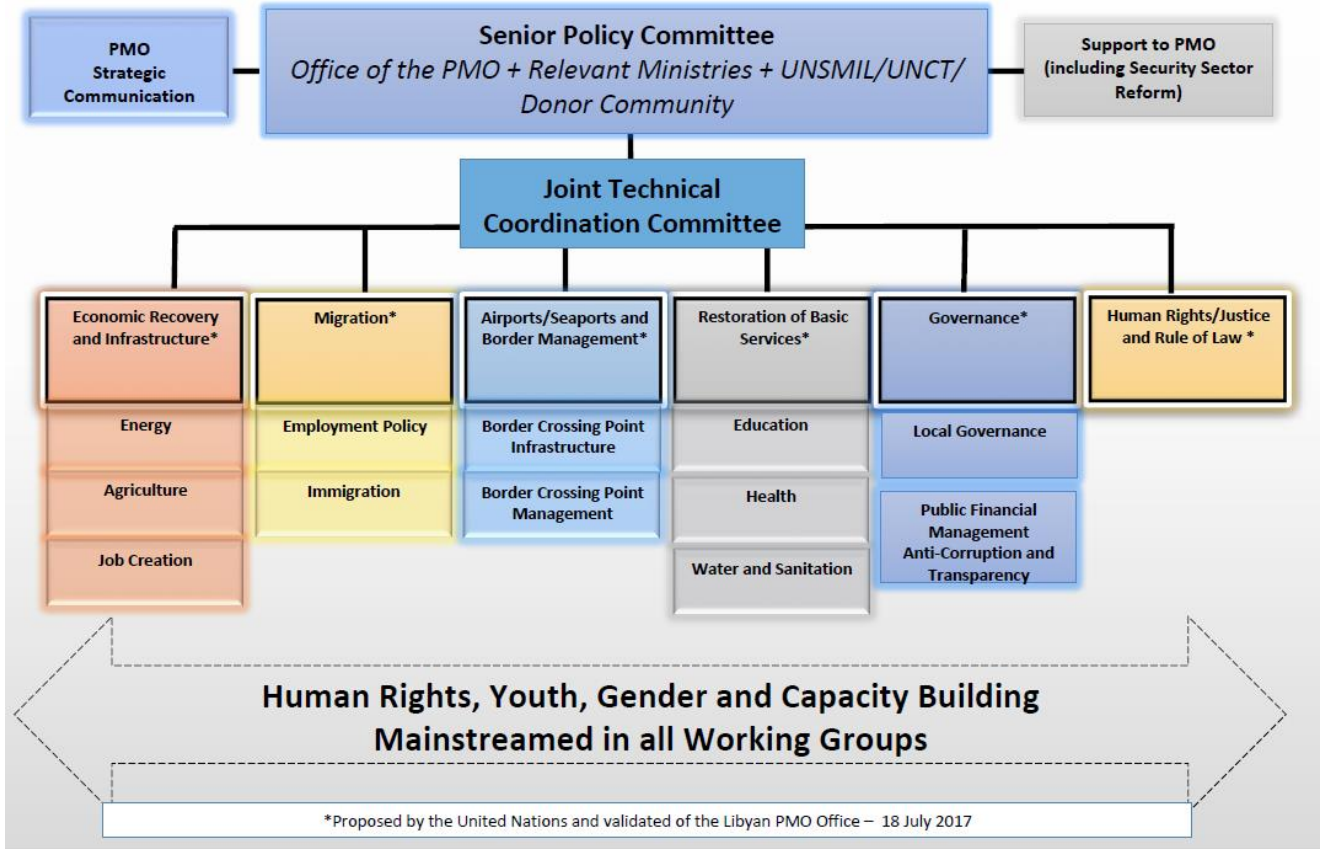 PMO
Strategic
Communication
Senior Policy Committee
Office of the PMO + Relevant Ministries + UNSMIL/UNCT/
Donor Community
Support to PMO
(including Security Sector
Reform)
Joint Technical
Coordination Committee
Economic Recovery
and Infrastructure*
Energy
Agriculture
Job Creation
Migration*
Employment Policy
Immigration
Airports/Seaports and
Border Management*
Border Crossing Point
Infrastructure
Border Crossing Point
Management
Restoration of Basic
Services*
Education
Health
Water and Sanitation
Governance*
Local Governance
Public Financial
Management
Anti-Corruption and
Transparency
Human Rights/Justice
and Rule of Law *
Human Rights, Youth, Gender and Capacity Building
Mainstreamed in all Working Groups
*Proposed by the United Nations and validated of the Libyan PMO Office – 18 July 2017